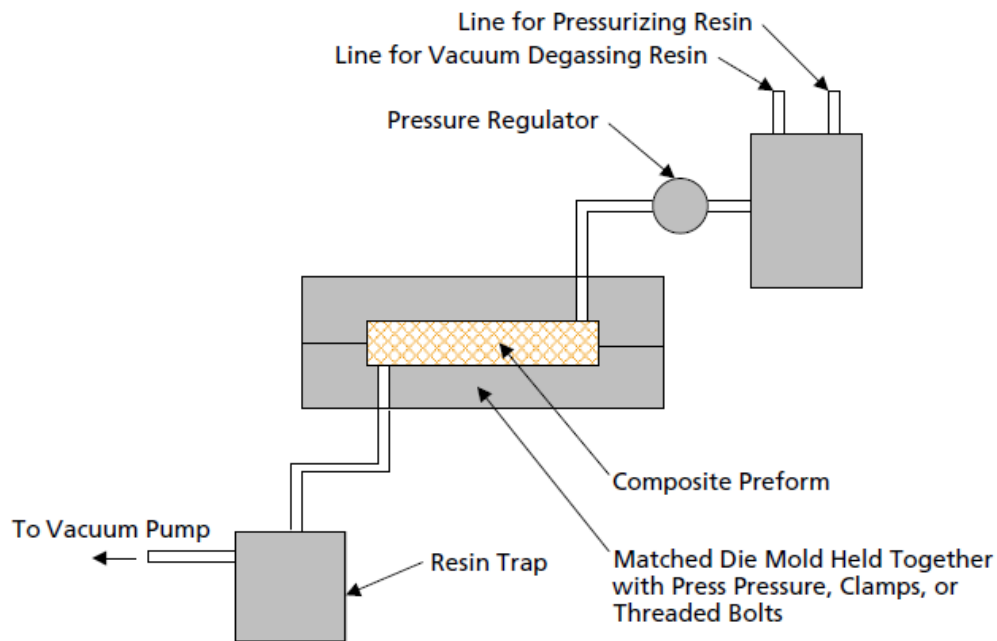 Line for Pressurizing Resin
Line for Vacuum Degassing Resin
Pressure Regulator
Composite Preform
To Vacuum Pump
Resin Trap
Matched Die Mold Held Together
with Press Pressure, Clamps, or
Threaded Bolts